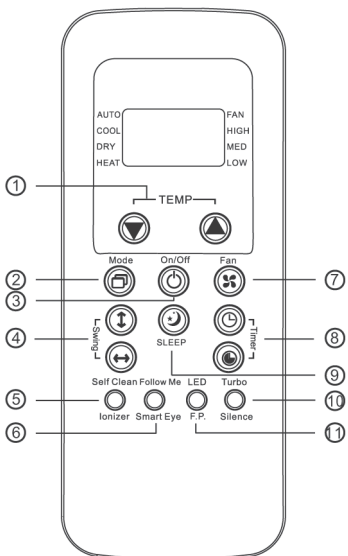 AUTO FAN
COOL HIGH
DRY MED
HEAT LOW
① TEMP
Mode On/Off Fan
② ⑦
③
④ Swing Timer ⑧
SLEEP ⑨
Self Clean Follow Me LED Turbo
⑤ ⑩
Ionizer Smart Eye F.P. Silence
⑥ ⑪